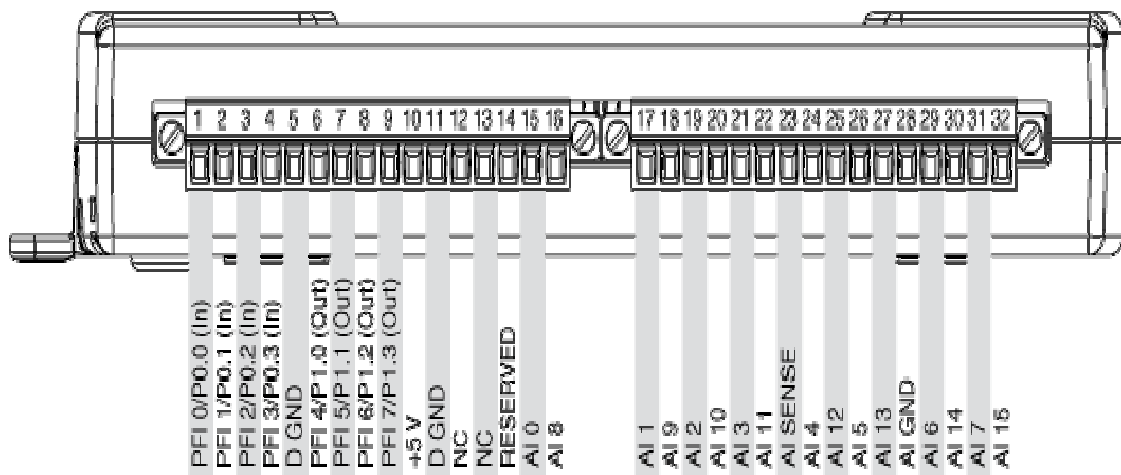 1 2 3 4 5 6 7 8 9 10 11 12 13 14 15 16
17 18 19 20 21 22 23 24 25 26 27 28 29 30 31 32
PFI 0/P0.0 (In)
PFI 1/P0.1 (In)
PFI 2/P0.2 (In)
PFI 3/P0.3 (In)
D GND
PFI 4/P1.0 (Out)
PFI 5/P1.1 (Out)
PFI 6/P1.2 (Out)
PFI 7/P1.3 (Out)
+5 V
D GND
NC
NC
RESERVED
AI 0
AI 8
AI 1
AI 9
AI 2
AI 10
AI 3
AI 11
AI SENSE
AI 4
AI 12
AI 5
AI 13
AI GND
AI 6
AI 14
AI 7
AI 15